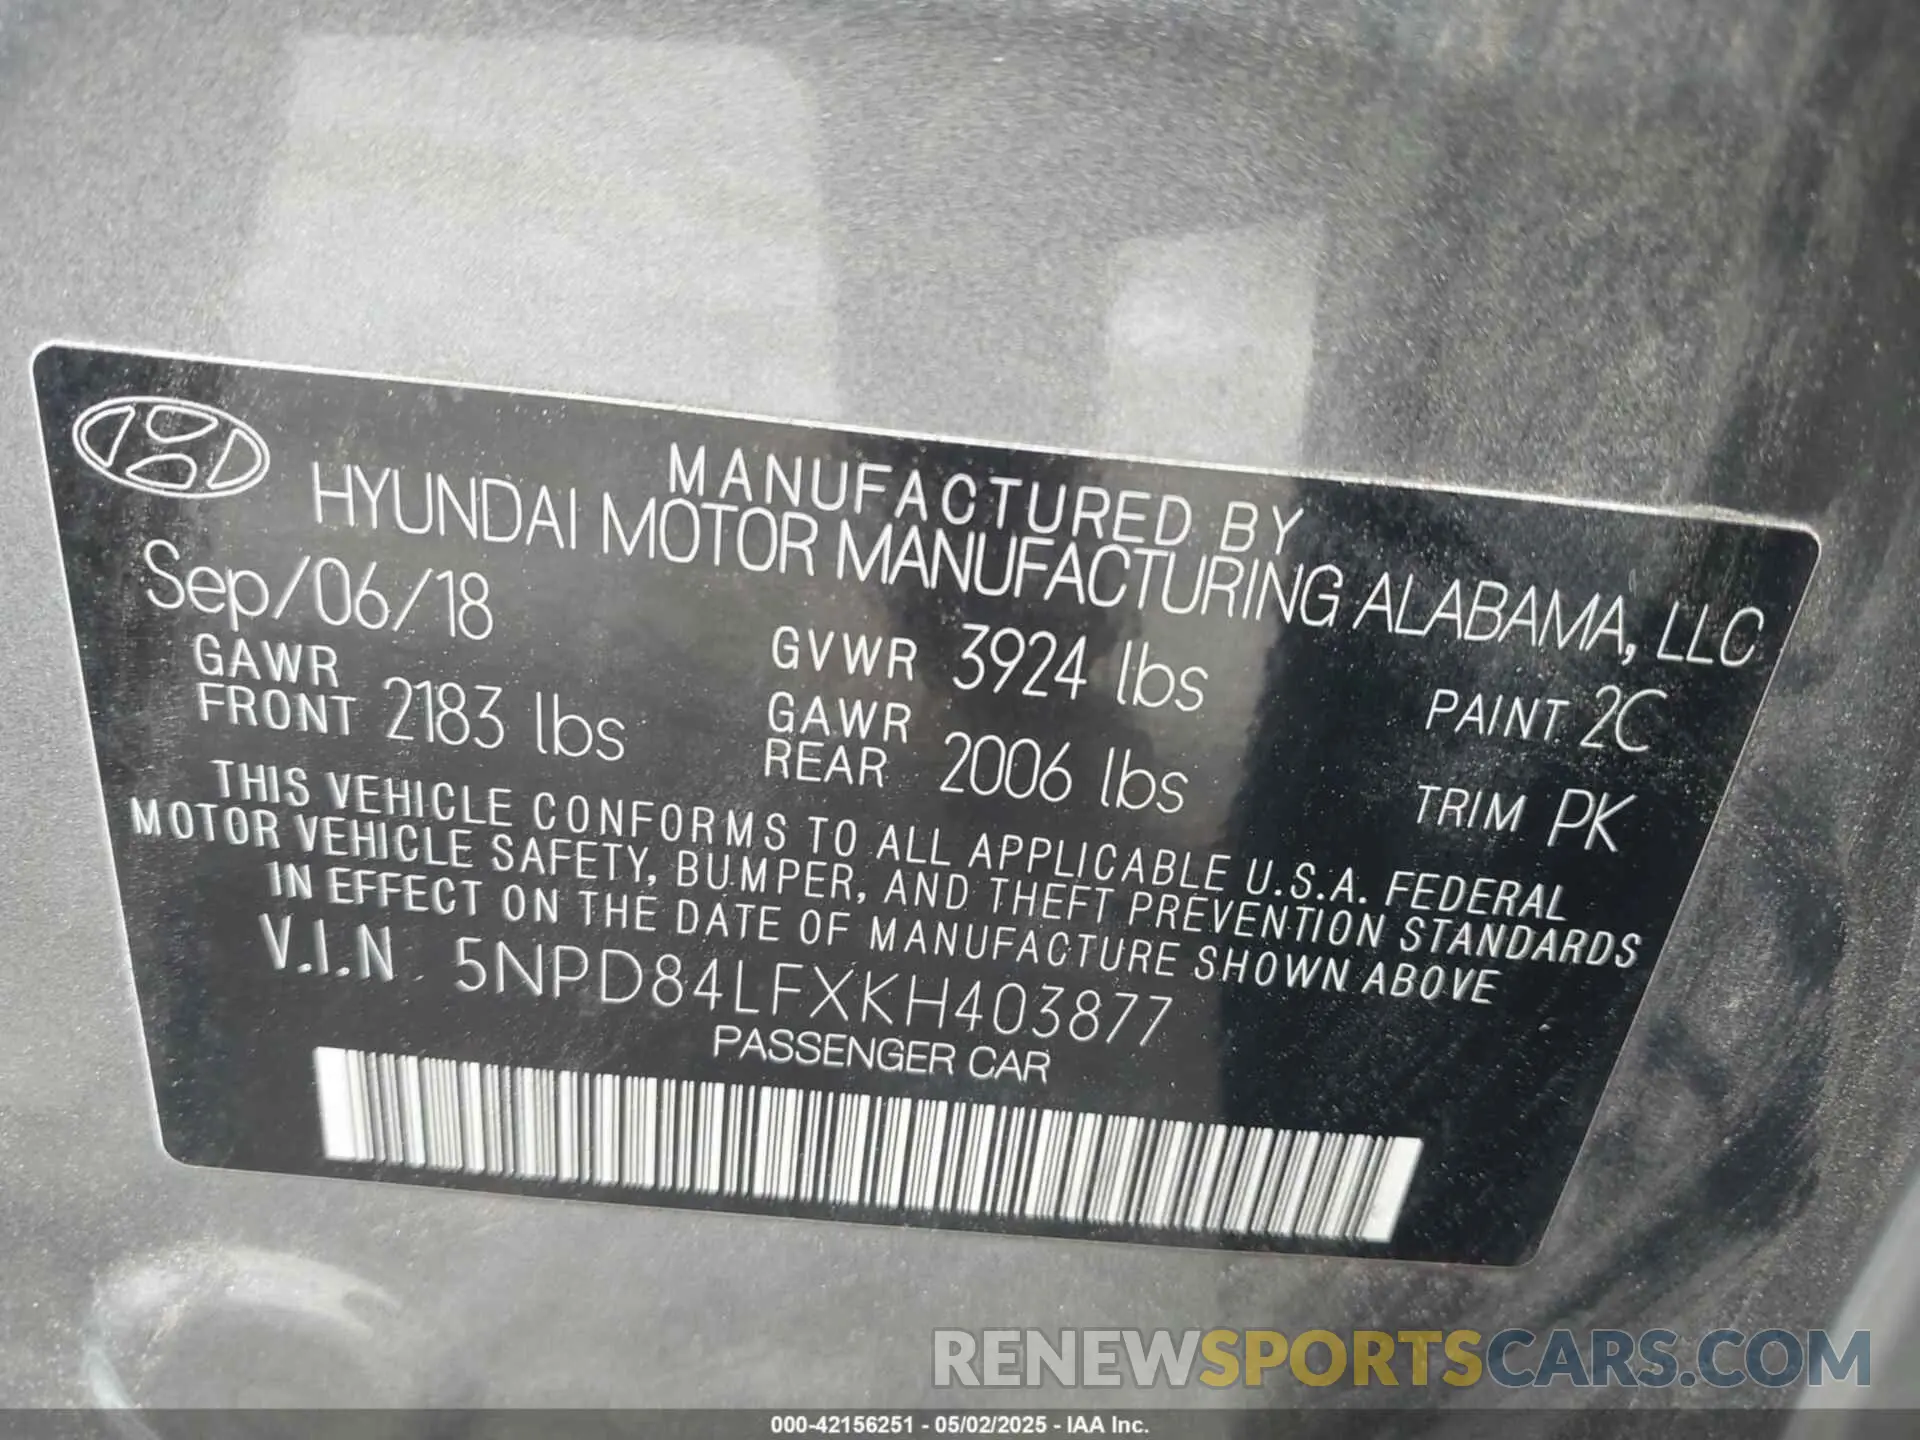 MANUFACTURED BY
HYUNDAI MOTOR MANUFACTURING ALABAMA, LLC
Sep/06/18
GVWR 3924 lbs
GAWR FRONT 2183 lbs
GAWR REAR 2006 lbs
PAINT 2C
TRIM PK
THIS VEHICLE CONFORMS TO ALL APPLICABLE U.S.A. FEDERAL
MOTOR VEHICLE SAFETY, BUMPER, AND THEFT PREVENTION STANDARDS
IN EFFECT ON THE DATE OF MANUFACTURE SHOWN ABOVE
V.I.N 5NPD84LFXKH403877
PASSENGER CAR
RENEWSPORTSCARS.COM
000-42156251 - 05/02/2025 - IAA Inc.